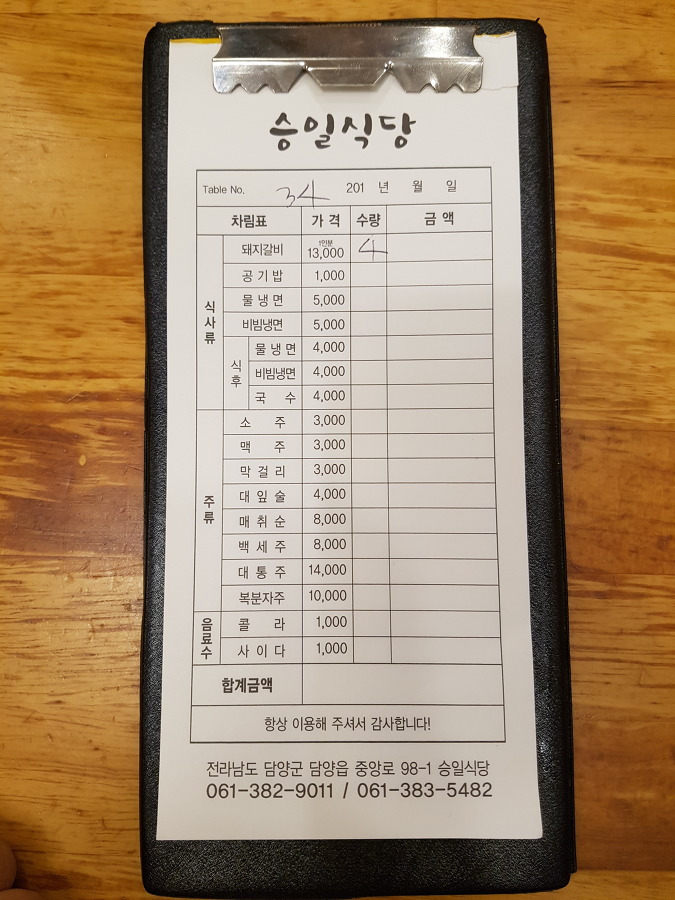 승일식당
Table No. 34 201 년 월 일
차림표 가격 수량 금액
식사류
돼지갈비 1인분 13,000 4
공기밥 1,000
물냉면 5,000
비빔냉면 5,000
식후
물냉면 4,000
비빔냉면 4,000
국수 4,000
주류
소주 3,000
맥주 3,000
막걸리 3,000
대잎술 4,000
매취순 8,000
백세주 8,000
대통주 14,000
복분자주 10,000
음료수
콜라 1,000
사이다 1,000
합계금액
항상 이용해 주셔서 감사합니다!
전라남도 담양군 담양읍 중앙로 98-1 승일식당
061-382-9011 / 061-383-5482